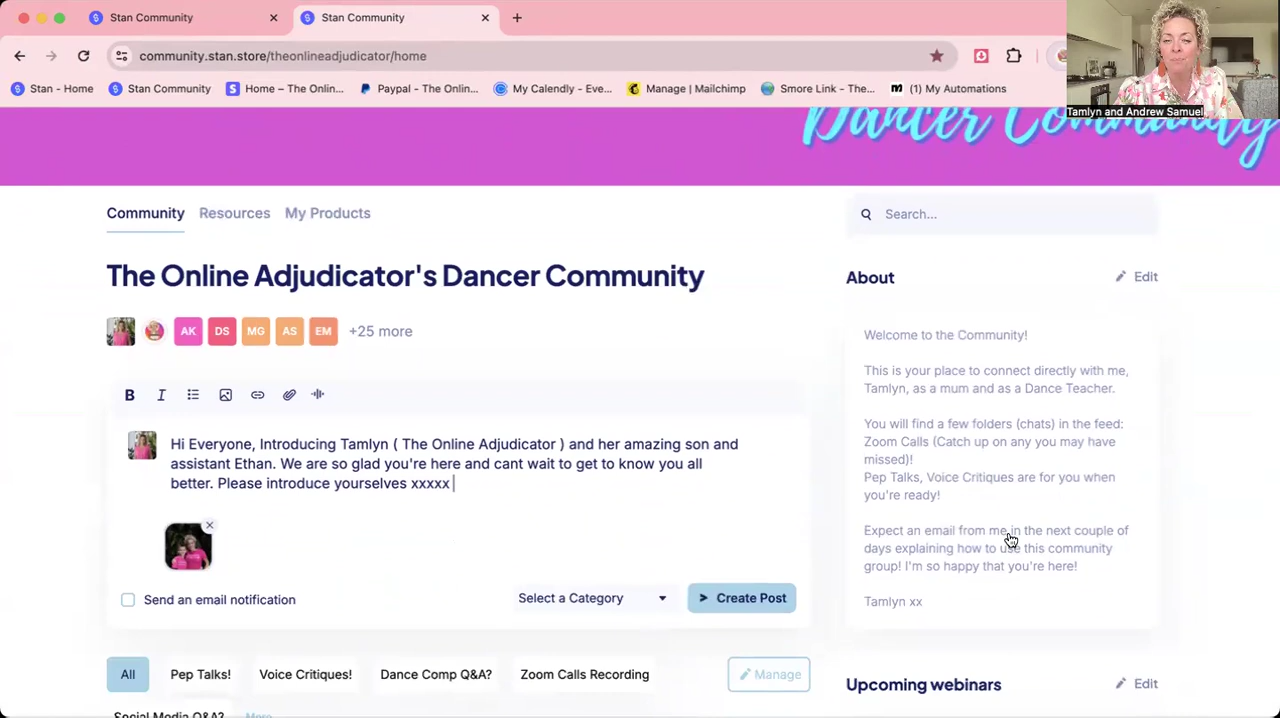 Stan Community
Stan Community
community.stan.store/theonlineadjudicator/home
Stan - Home
Stan Community
Home – The Onlin...
Paypal - The Onlin...
My Calendly - Eve...
Manage | Mailchimp
Smore Link - The...
(1) My Automations
Tamlyn and Andrew Samuel
Dancer Community
Community Resources My Products
Search...
The Online Adjudicator's Dancer Community
AK DS MG AS EM +25 more
B I
Hi Everyone, Introducing Tamlyn ( The Online Adjudicator ) and her amazing son and
assistant Ethan. We are so glad you're here and cant wait to get to know you all
better. Please introduce yourselves xxxxx
Send an email notification
Select a Category
Create Post
All
Pep Talks!
Voice Critiques!
Dance Comp Q&A?
Zoom Calls Recording
Manage
Social Media Q&A?
More
About
Edit
Welcome to the Community!
This is your place to connect directly with me,
Tamlyn, as a mum and as a Dance Teacher.
You will find a few folders (chats) in the feed:
Zoom Calls (Catch up on any you may have
missed)!
Pep Talks, Voice Critiques are for you when
you're ready!
Expect an email from me in the next couple of
days explaining how to use this community
group! I'm so happy that you're here!
Tamlyn xx
Upcoming webinars
Edit